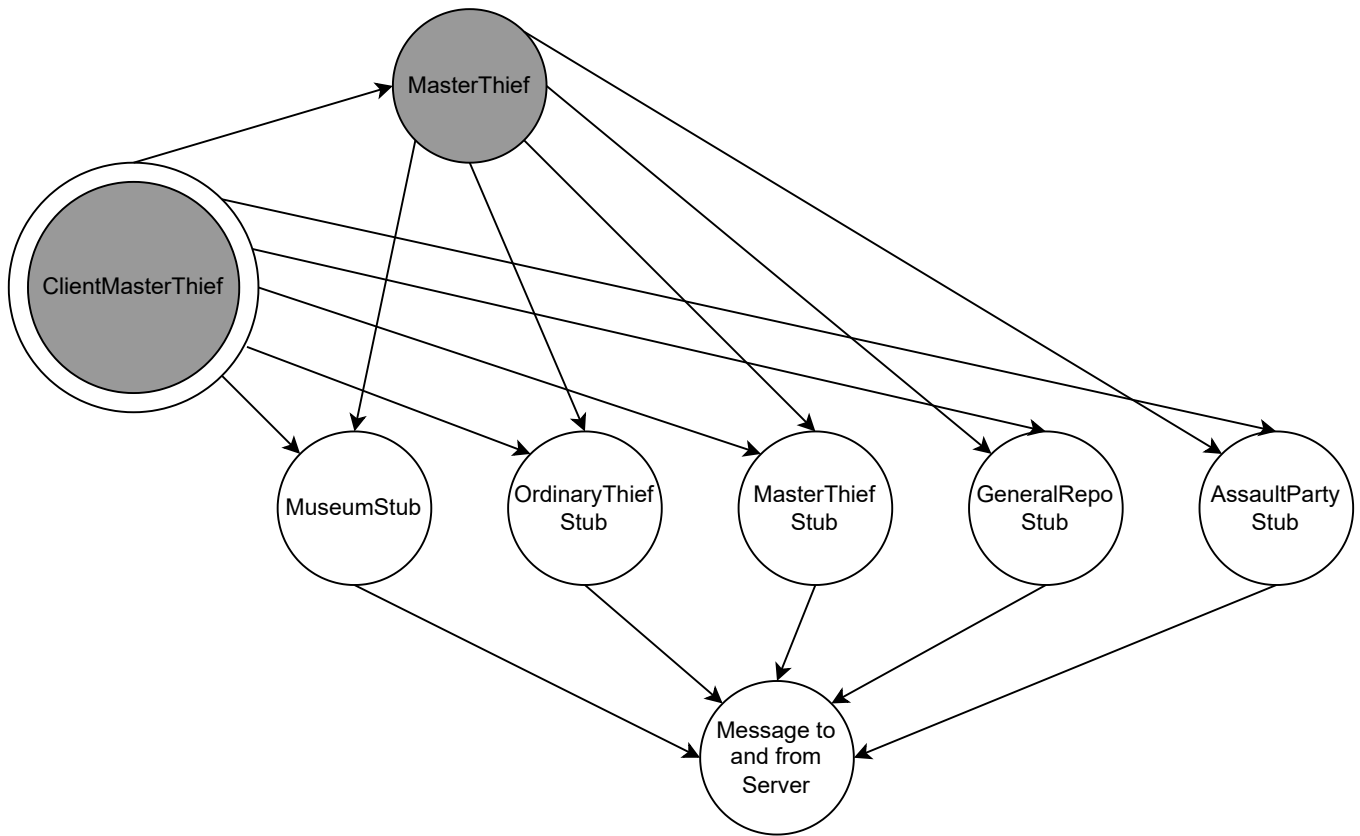 MasterThief
ClientMasterThief
MuseumStub
OrdinaryThief
Stub
MasterThief
Stub
GeneralRepo
Stub
AssaultParty
Stub
Message to
and from
Server